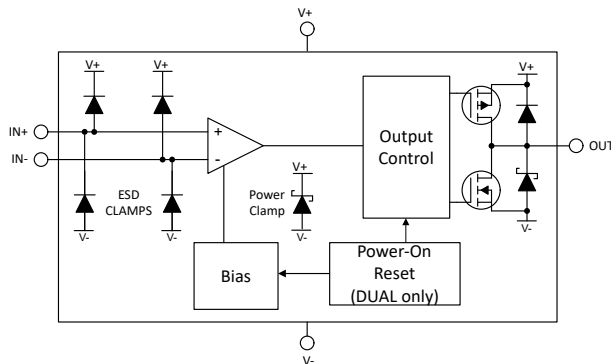 V+
V+
V+
V+
IN+
IN-
+
-
ESD
CLAMPS
V+
Power
Clamp
Output
Control
OUT
V-
V-
V-
V-
Bias
Power-On
Reset
(DUAL only)
V-